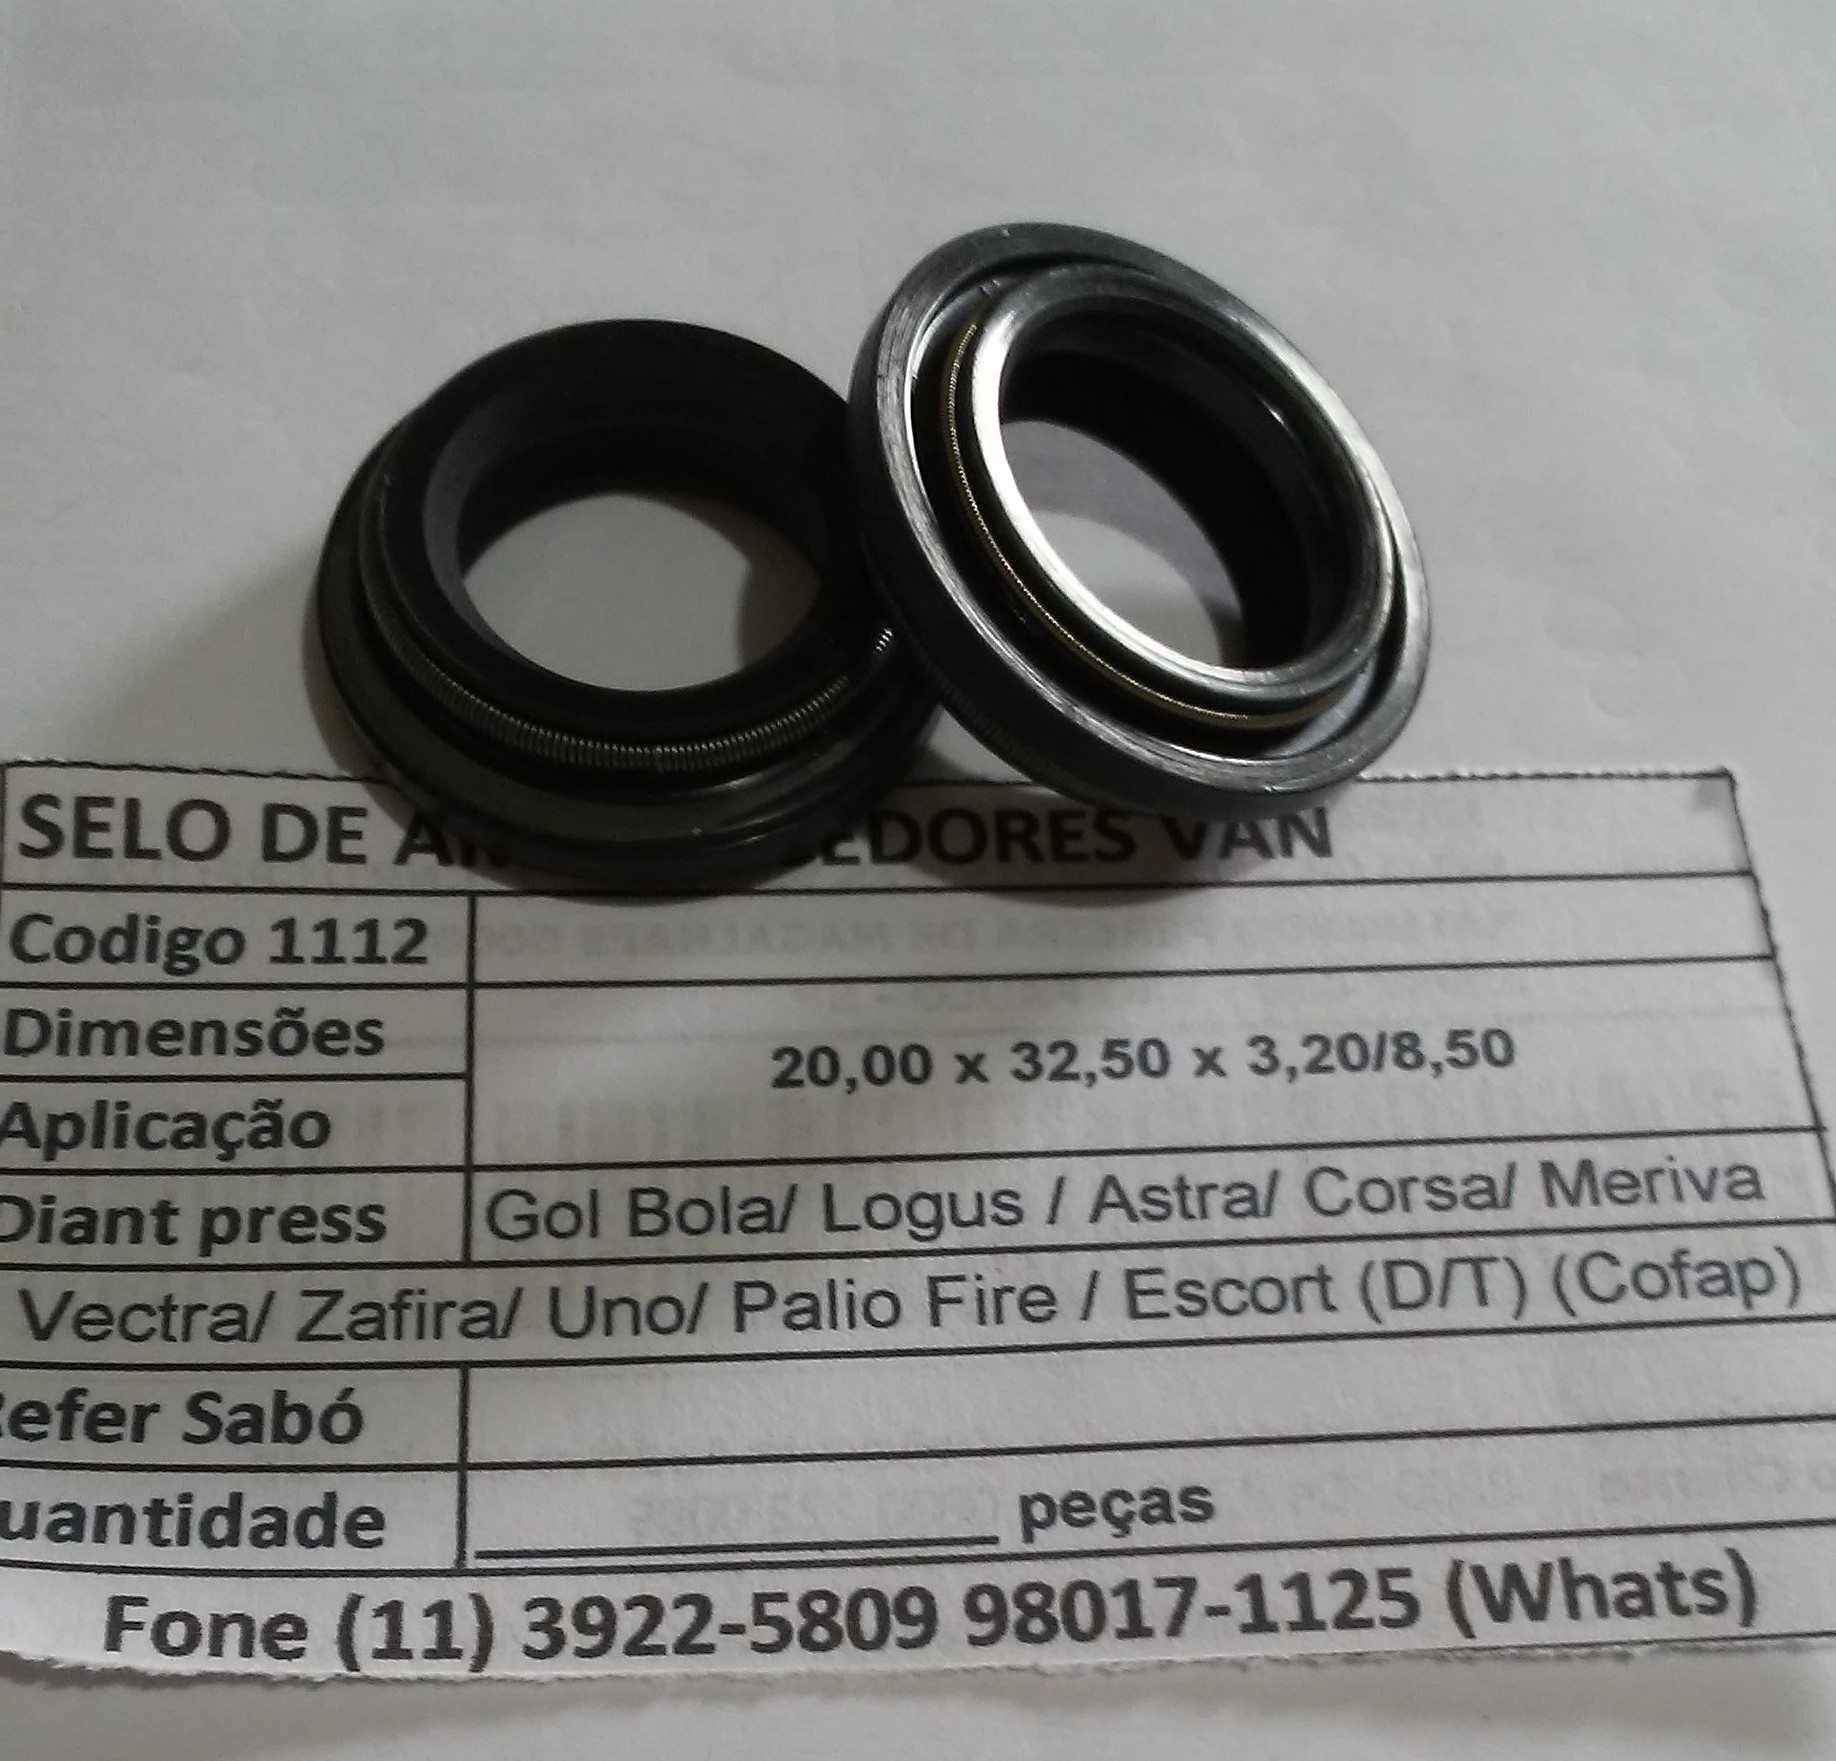 SELO DE VAN
Codigo 1112
Dimensões
20,00 x 32,50 x 3,20/8,50
Aplicação
Diant press Gol Bola/ Logus / Astra/ Corsa/ Meriva
Vectra/ Zafira/ Uno/ Palio Fire / Escort (D/T) (Cofap)
efer Sabó
uantidade ____________ peças
Fone (11) 3922-5809 98017-1125 (Whats)